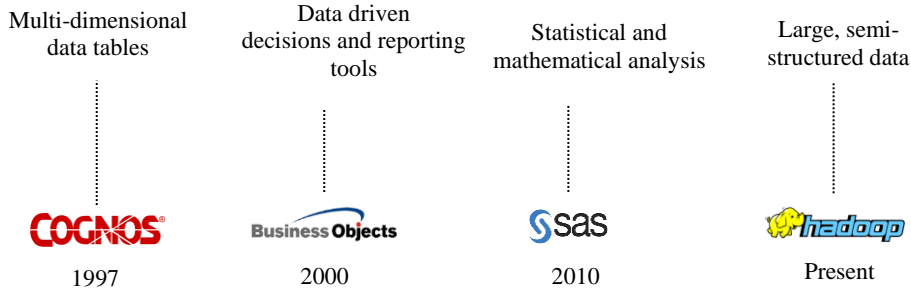 Multi-dimensional
data tables
Data driven
decisions and reporting
tools
Statistical and
mathematical analysis
Large, semi-
structured data
COGNOS®
Business Objects
sas
hadoop
1997
2000
2010
Present